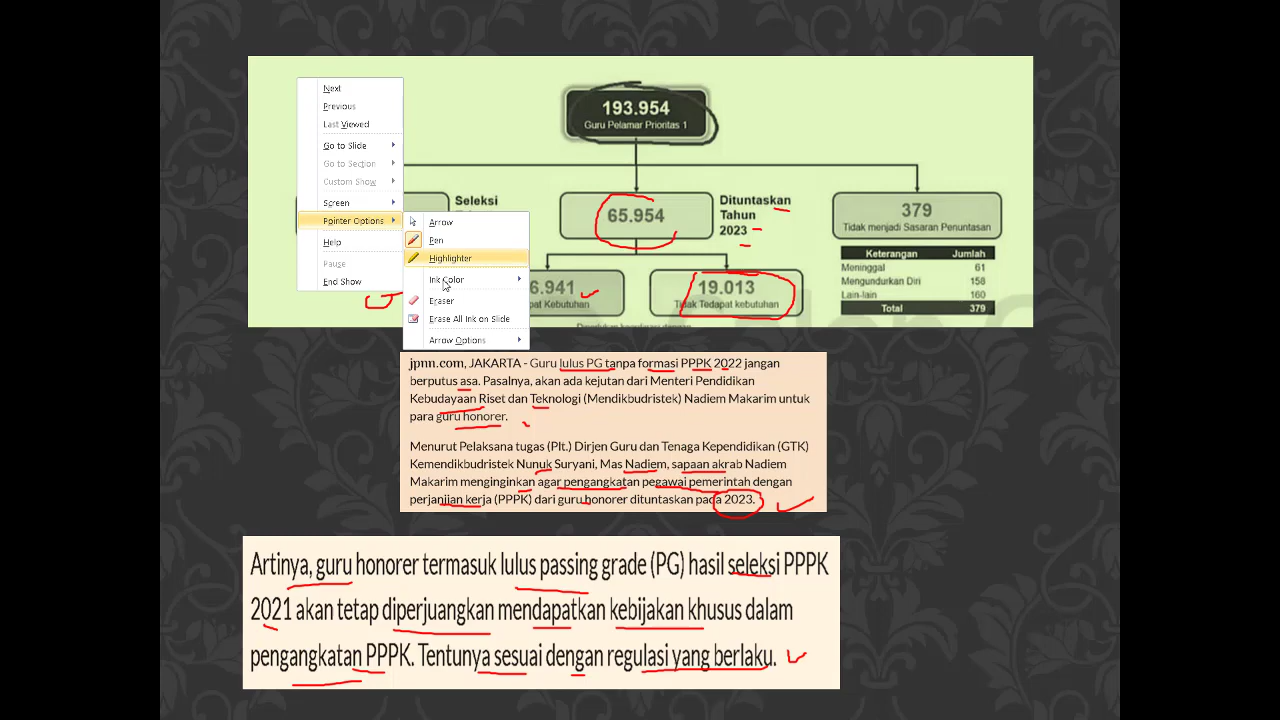 193.954
Guru Pelamar Prioritas 1
Next
Previous
Last Viewed
Go to Slide
Go to Section
Custom Show
Screen
Pointer Options
Help
Pause
End Show
Arrow
Pen
Highlighter
Ink Color
Eraser
Erase All Ink on Slide
Arrow Options
Seleksi
65.954
Dituntaskan
Tahun
2023
379
Tidak menjadi Sasaran Penuntasan
6.941
Kebutuhan
19.013
Tidak Tedapat kebutuhan
Keterangan Jumlah
Meninggal 61
Mengundurkan Diri 158
Lain-lain 160
Total 379
jpnn.com, JAKARTA - Guru lulus PG tanpa formasi PPPK 2022 jangan
berputus asa. Pasalnya, akan ada kejutan dari Menteri Pendidikan
Kebudayaan Riset dan Teknologi (Mendikbudristek) Nadiem Makarim untuk
para guru honorer.
Menurut Pelaksana tugas (Plt.) Dirjen Guru dan Tenaga Kependidikan (GTK)
Kemendikbudristek Nunuk Suryani, Mas Nadiem, sapaan akrab Nadiem
Makarim menginginkan agar pengangkatan pegawai pemerintah dengan
perjanjian kerja (PPPK) dari guru honorer dituntaskan pada 2023.
Artinya, guru honorer termasuk lulus passing grade (PG) hasil seleksi PPPK
2021 akan tetap diperjuangkan mendapatkan kebijakan khusus dalam
pengangkatan PPPK. Tentunya sesuai dengan regulasi yang berlaku.